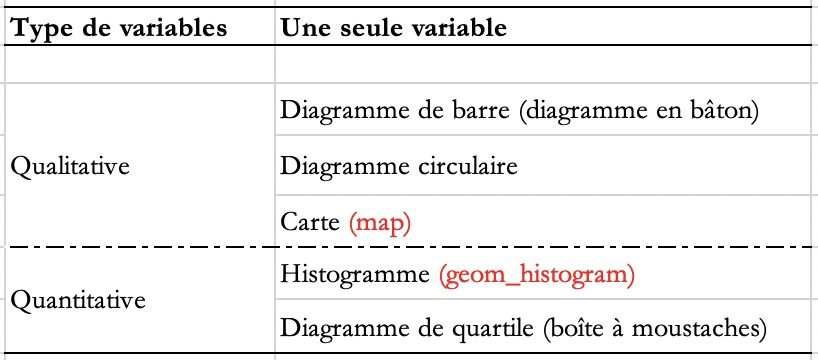 Type de variables Une seule variable
Diagramme de barre (diagramme en bâton)
Qualitative Diagramme circulaire
Carte (map)
Histogramme (geom_histogram)
Quantitative
Diagramme de quartile (boîte à moustaches)